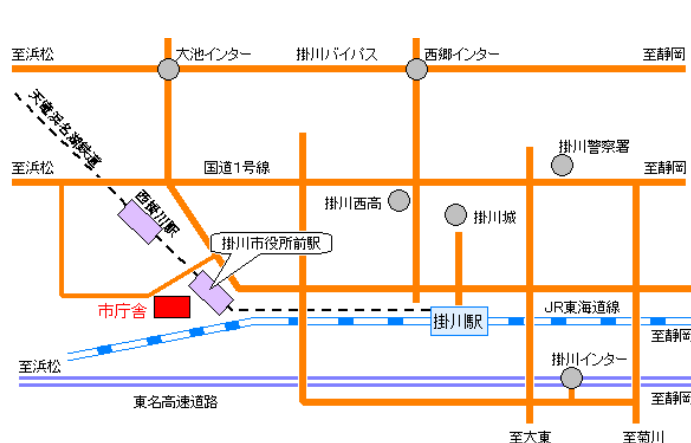 至浜松
大池インター
掛川バイパス
西郷インター
至静岡
天竜浜名湖鉄道
至浜松
国道1号線
掛川警察署
至静岡
西掛川駅
掛川西高
掛川城
掛川市役所前駅
市庁舎
掛川駅
JR東海道線
至静岡
至浜松
掛川インター
東名高速道路
至静岡
至大東
至菊川